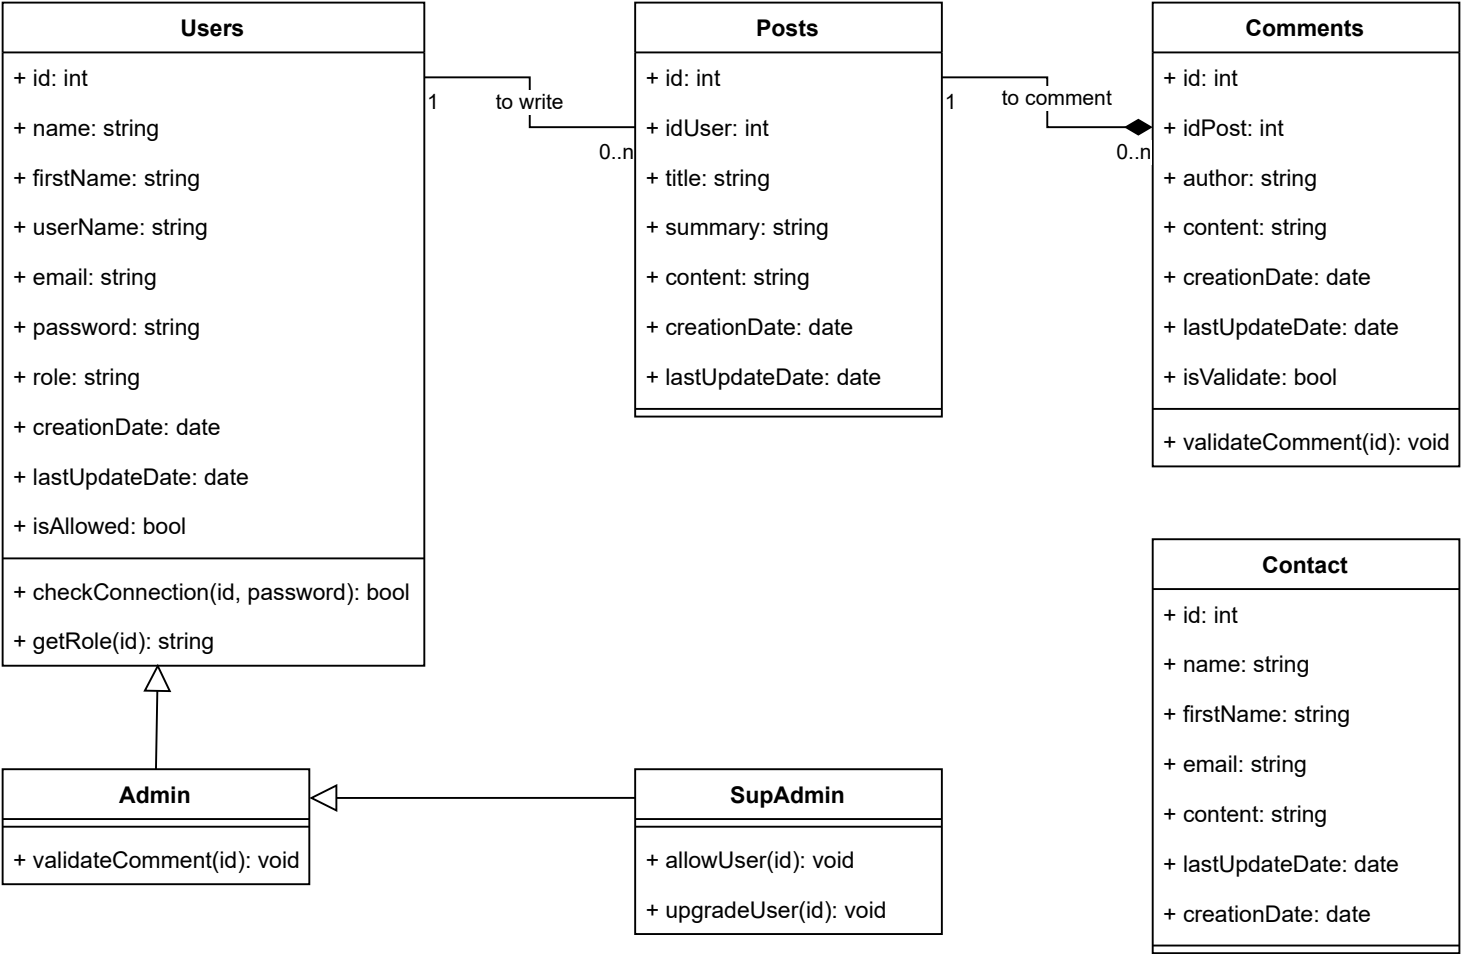 Users
+ id: int
+ name: string
+ firstName: string
+ userName: string
+ email: string
+ password: string
+ role: string
+ creationDate: date
+ lastUpdateDate: date
+ isAllowed: bool
+ checkConnection(id, password): bool
+ getRole(id): string
1
to write
0..n
Posts
+ id: int
+ idUser: int
+ title: string
+ summary: string
+ content: string
+ creationDate: date
+ lastUpdateDate: date
1
to comment
0..n
Comments
+ id: int
+ idPost: int
+ author: string
+ content: string
+ creationDate: date
+ lastUpdateDate: date
+ isValidate: bool
+ validateComment(id): void
Admin
+ validateComment(id): void
SupAdmin
+ allowUser(id): void
+ upgradeUser(id): void
Contact
+ id: int
+ name: string
+ firstName: string
+ email: string
+ content: string
+ lastUpdateDate: date
+ creationDate: date